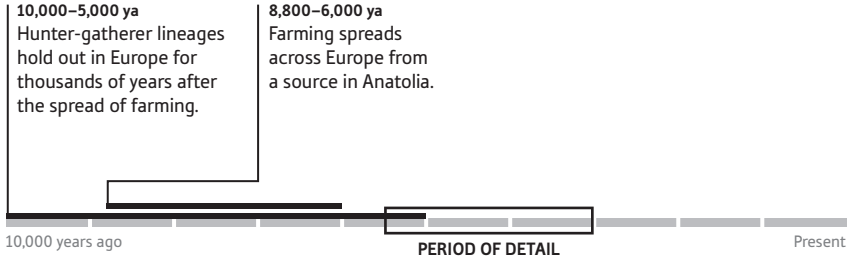 10,000–5,000 ya
Hunter-gatherer lineages
hold out in Europe for
thousands of years after
the spread of farming.
8,800–6,000 ya
Farming spreads
across Europe from
a source in Anatolia.
10,000 years ago
PERIOD OF DETAIL
Present